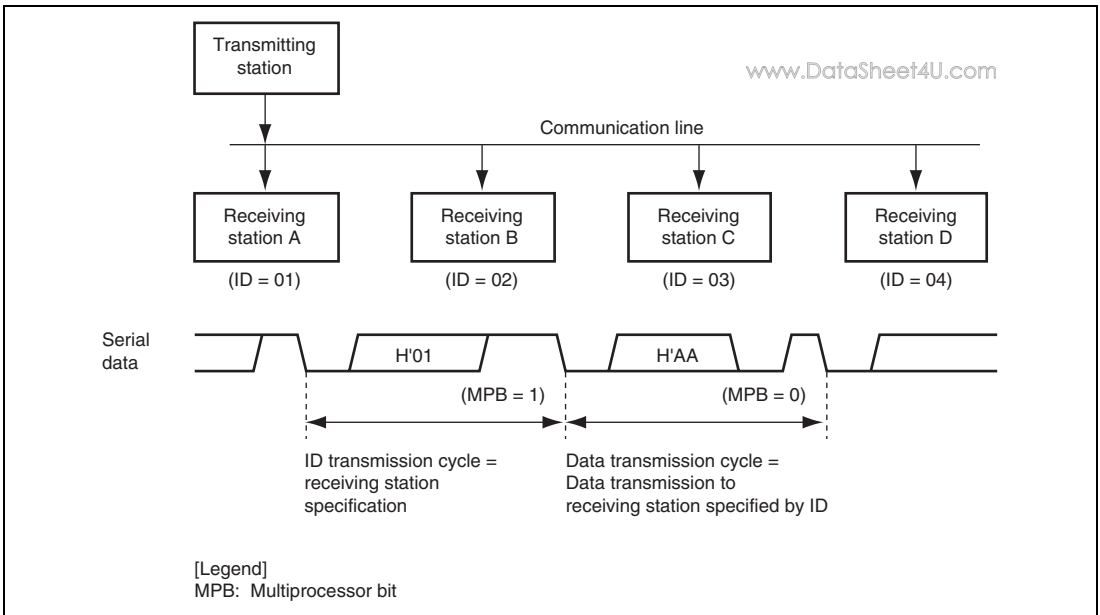 Transmitting
station
www.DataSheet4U.com
Communication line
Receiving
station A
Receiving
station B
Receiving
station C
Receiving
station D
(ID = 01)
(ID = 02)
(ID = 03)
(ID = 04)
Serial
data
H'01
H'AA
(MPB = 1)
(MPB = 0)
ID transmission cycle =
receiving station
specification
Data transmission cycle =
Data transmission to
receiving station specified by ID
[Legend]
MPB: Multiprocessor bit